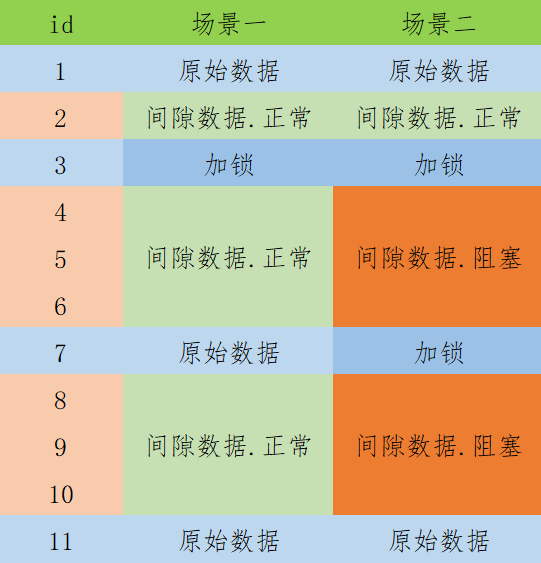 id 场景一 场景二
1 原始数据 原始数据
2 间隙数据.正常 间隙数据.正常
3 加锁 加锁
4
5 间隙数据.正常 间隙数据.阻塞
6
7 原始数据 加锁
8
9 间隙数据.正常 间隙数据.阻塞
10
11 原始数据 原始数据